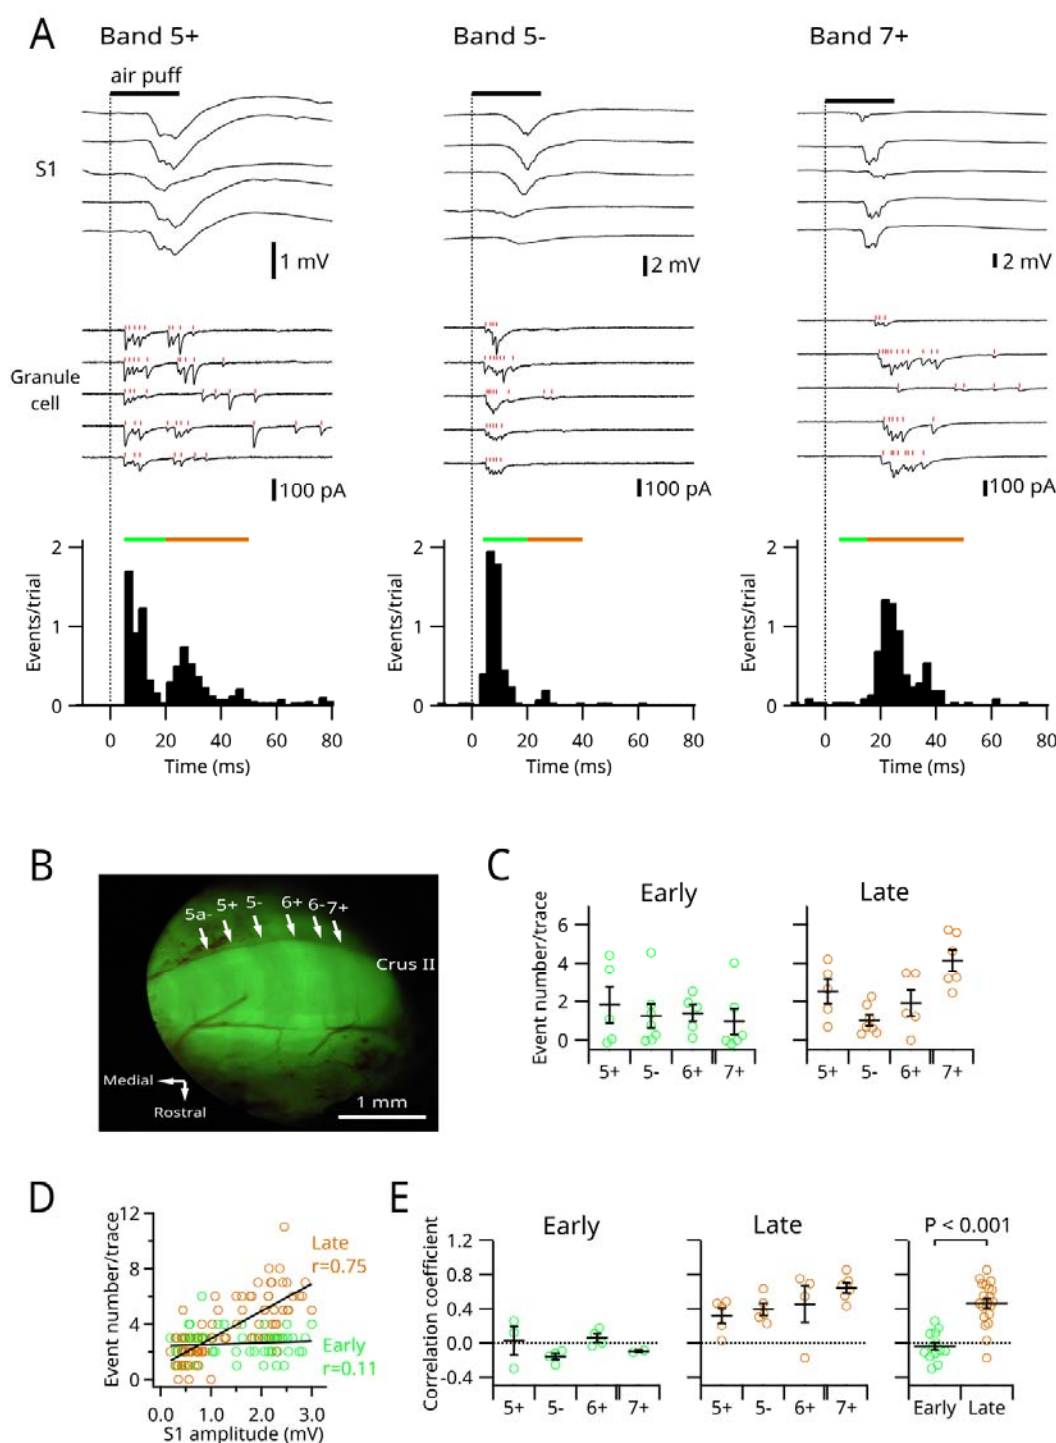 A
Band 5+
Band 5-
Band 7+
air puff
S1
1 mV
2 mV
2 mV
Granule
cell
100 pA
100 pA
100 pA
Events/trial
2
1
0
0 20 40 60 80
Time (ms)
Events/trial
2
1
0
0 20 40 60 80
Time (ms)
Events/trial
2
1
0
0 20 40 60 80
Time (ms)
B
5a- 5+ 5- 6+ 6- 7+
Crus II
Medial
Rostral
1 mm
C
Early
Late
Event number/trace
6
4
2
0
5+ 5- 6+ 7+
5+ 5- 6+ 7+
D
Event number/trace
12
8
4
0
Late
r=0.75
Early
r=0.11
0.0 1.0 2.0 3.0
S1 amplitude (mV)
E
Early
Late
P < 0.001
Correlation coefficient
1.2
0.8
0.4
0.0
-0.4
5+ 5- 6+ 7+
5+ 5- 6+ 7+
Early Late